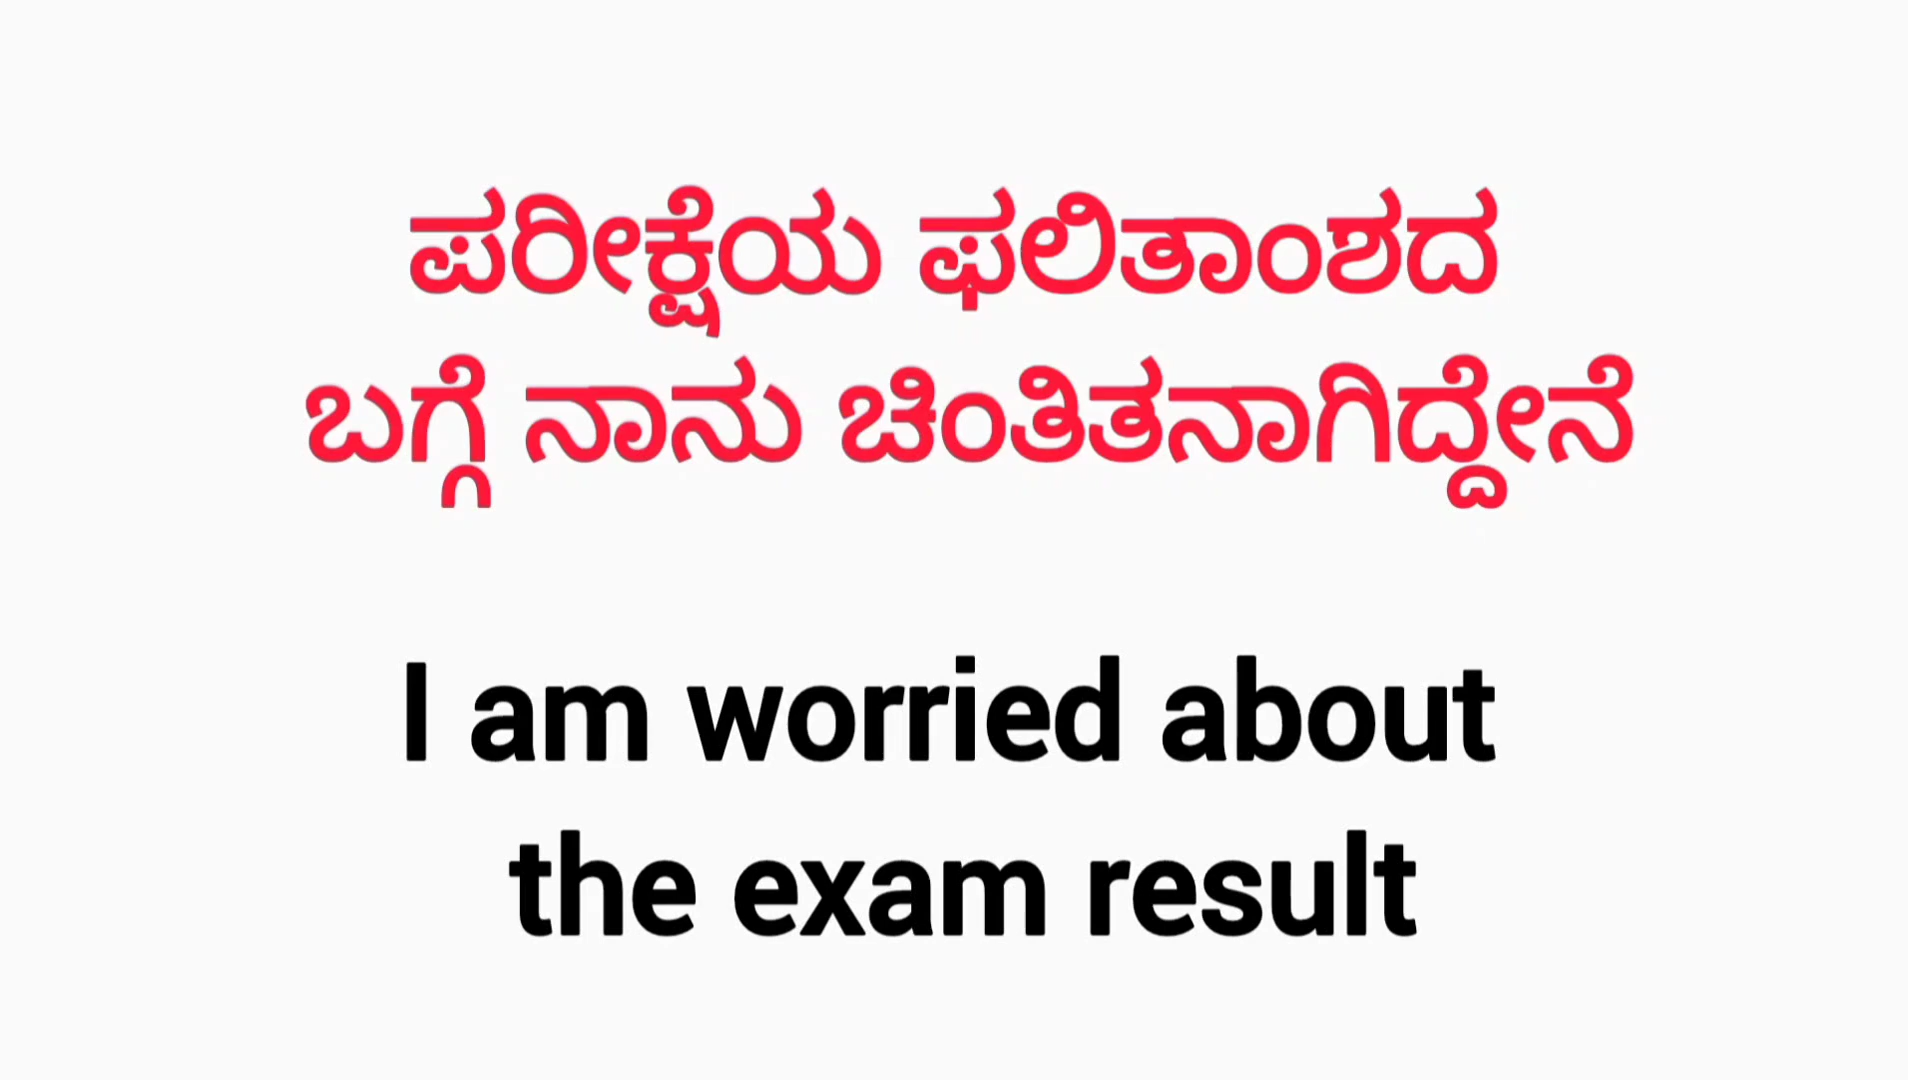 ಪರೀಕ್ಷೆಯ ಫಲಿತಾಂಶದ
ಬಗ್ಗೆ ನಾನು ಚಿಂತಿತನಾಗಿದ್ದೇನೆ
I am worried about
the exam result